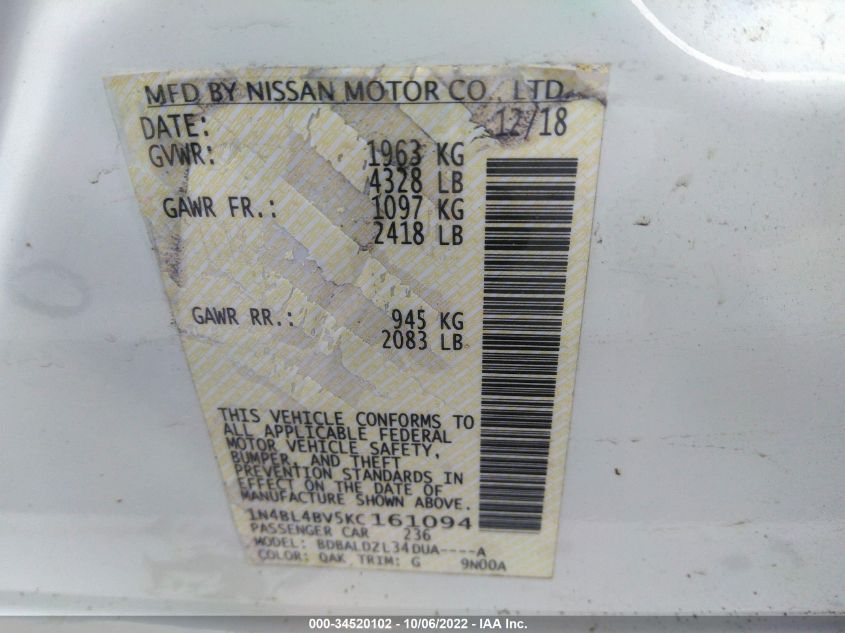 MFD BY NISSAN MOTOR CO., LTD.
DATE: 12/18
GVWR: 1963 KG
4328 LB
GAWR FR.: 1097 KG
2418 LB
GAWR RR.: 945 KG
2083 LB
THIS VEHICLE CONFORMS TO
ALL APPLICABLE FEDERAL
MOTOR VEHICLE SAFETY,
BUMPER, AND THEFT
PREVENTION STANDARDS IN
EFFECT ON THE DATE OF
MANUFACTURE SHOWN ABOVE.
1N4BL4BV5KC161094
PASSENGER CAR 236
MODEL: BDBALDZL34DUA----A
COLOR: QAK TRIM: G 9N00A
000-34520102 - 10/06/2022 - IAA Inc.